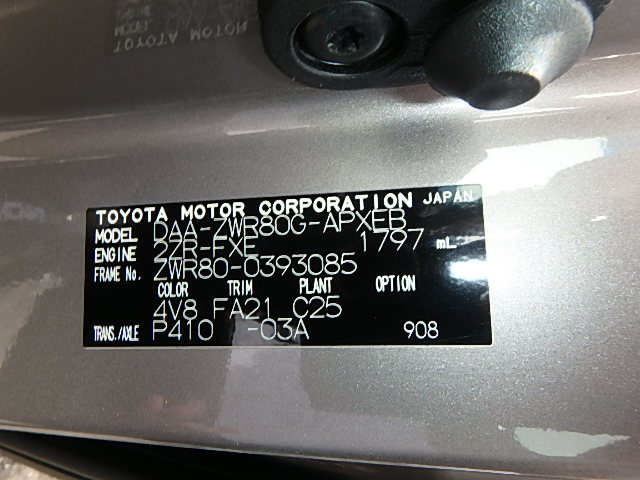 TOYOTA MOTOR CORPORATION JAPAN
MODEL DAA-ZWR80G-APXEB
ENGINE 2ZR-FXE 1797 mL
FRAME No. ZWR80-0393085
COLOR TRIM PLANT OPTION
4V8 FA21 C25
TRANS./AXLE P410 -03A 908